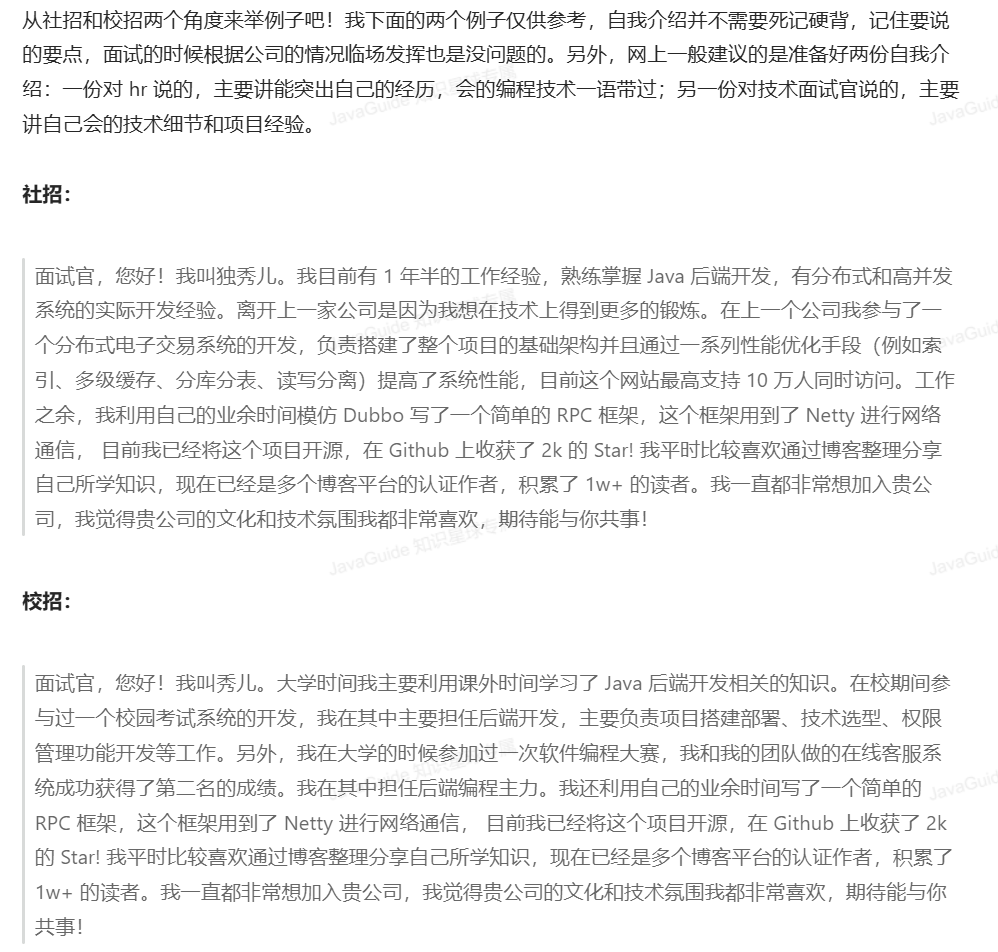 从社招和校招两个角度来举例子吧！我下面的两个例子仅供参考，自我介绍并不需要死记硬背，记住要说
的要点，面试的时候根据公司的情况临场发挥也是没问题的。另外，网上一般建议的是准备好两份自我介
绍：一份对 hr 说的，主要讲能突出自己的经历，会的编程技术一语带过；另一份对技术面试官说的，主要
讲自己会的技术细节和项目经验。
社招：
面试官，您好！我叫独秀儿。我目前有 1 年半的工作经验，熟练掌握 Java 后端开发，有分布式和高并发
系统的实际开发经验。离开上一家公司是因为我想在技术上得到更多的锻炼。在上一个公司我参与了一
个分布式电子交易系统的开发，负责搭建了整个项目的基础架构并且通过一系列性能优化手段（例如索
引、多级缓存、分库分表、读写分离）提高了系统性能，目前这个网站最高支持 10 万人同时访问。工作
之余，我利用自己的业余时间模仿 Dubbo 写了一个简单的 RPC 框架，这个框架用到了 Netty 进行网络
通信， 目前我已经将这个项目开源，在 Github 上收获了 2k 的 Star! 我平时比较喜欢通过博客整理分享
自己所学知识，现在已经是多个博客平台的认证作者，积累了 1w+ 的读者。我一直都非常想加入贵公
司，我觉得贵公司的文化和技术氛围我都非常喜欢，期待能与你共事！
JavaGuide 知识星球专属
校招：
面试官，您好！我叫秀儿。大学时间我主要利用课外时间学习了 Java 后端开发相关的知识。在校期间参
与过一个校园考试系统的开发，我在其中主要担任后端开发，主要负责项目搭建部署、技术选型、权限
管理功能开发等工作。另外，我在大学的时候参加过一次软件编程大赛，我和我的团队做的在线客服系
统成功获得了第二名的成绩。我在其中担任后端编程主力。我还利用自己的业余时间写了一个简单的
RPC 框架，这个框架用到了 Netty 进行网络通信， 目前我已经将这个项目开源，在 Github 上收获了 2k
的 Star! 我平时比较喜欢通过博客整理分享自己所学知识，现在已经是多个博客平台的认证作者，积累了
1w+ 的读者。我一直都非常想加入贵公司，我觉得贵公司的文化和技术氛围我都非常喜欢，期待能与你
共事！